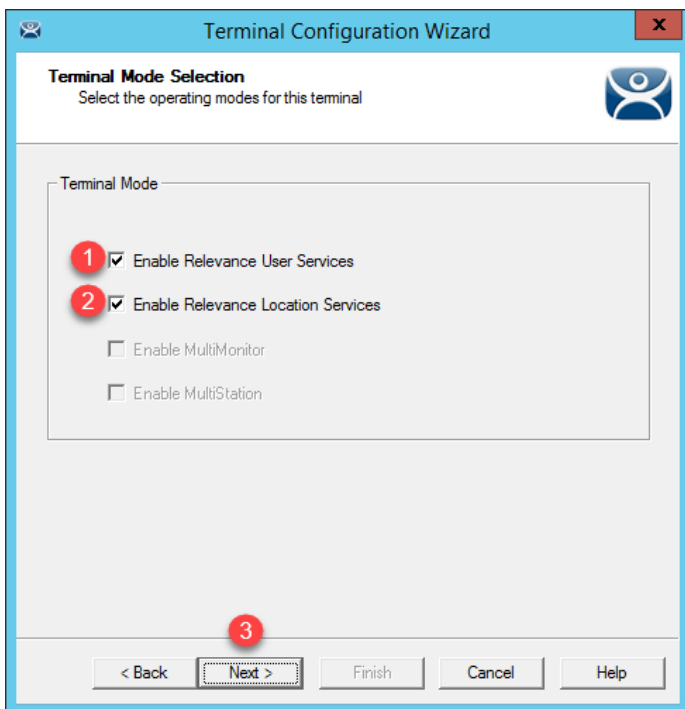 Terminal Configuration Wizard
x
Terminal Mode Selection
Select the operating modes for this terminal
Terminal Mode
1 Enable Relevance User Services
2 Enable Relevance Location Services
Enable MultiMonitor
Enable MultiStation
3
< Back Next > Finish Cancel Help